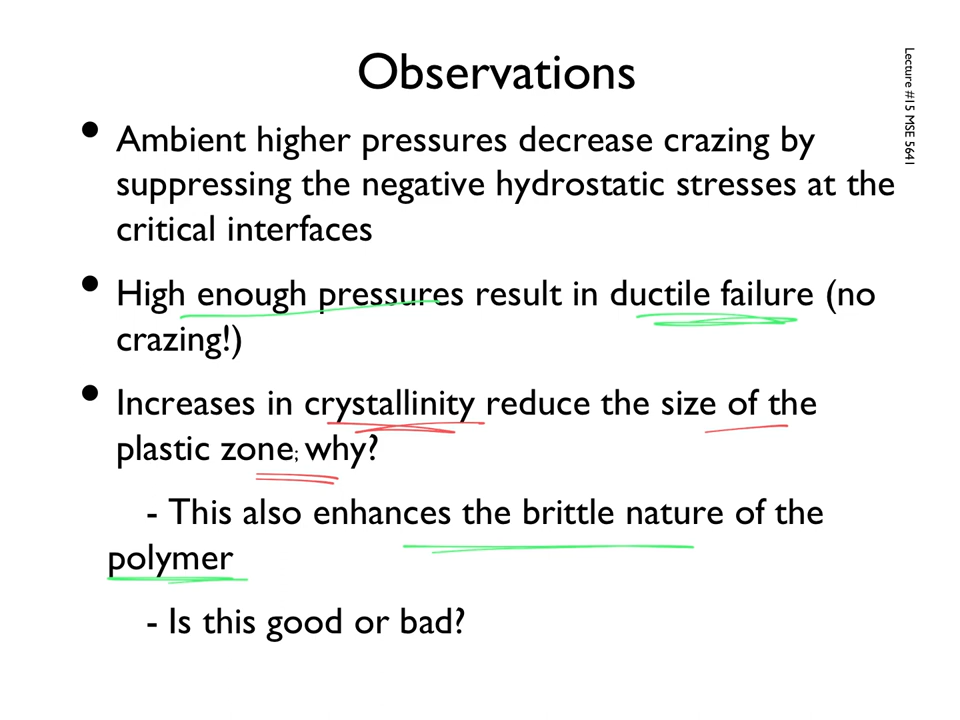 Observations
Lecture #15 MSE 5641
• Ambient higher pressures decrease crazing by
suppressing the negative hydrostatic stresses at the
critical interfaces
• High enough pressures result in ductile failure (no
crazing!)
• Increases in crystallinity reduce the size of the
plastic zone; why?
- This also enhances the brittle nature of the
polymer
- Is this good or bad?